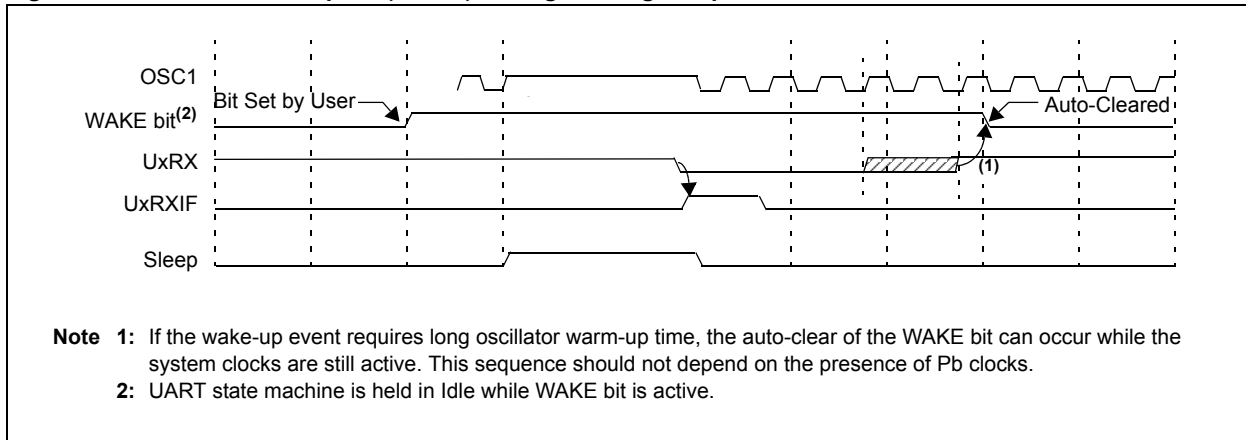 OSC1
Bit Set by User
Auto-Cleared
WAKE bit(2)
UxRX
(1)
UxRXIF
Sleep
Note 1: If the wake-up event requires long oscillator warm-up time, the auto-clear of the WAKE bit can occur while the
system clocks are still active. This sequence should not depend on the presence of Pb clocks.
2: UART state machine is held in Idle while WAKE bit is active.